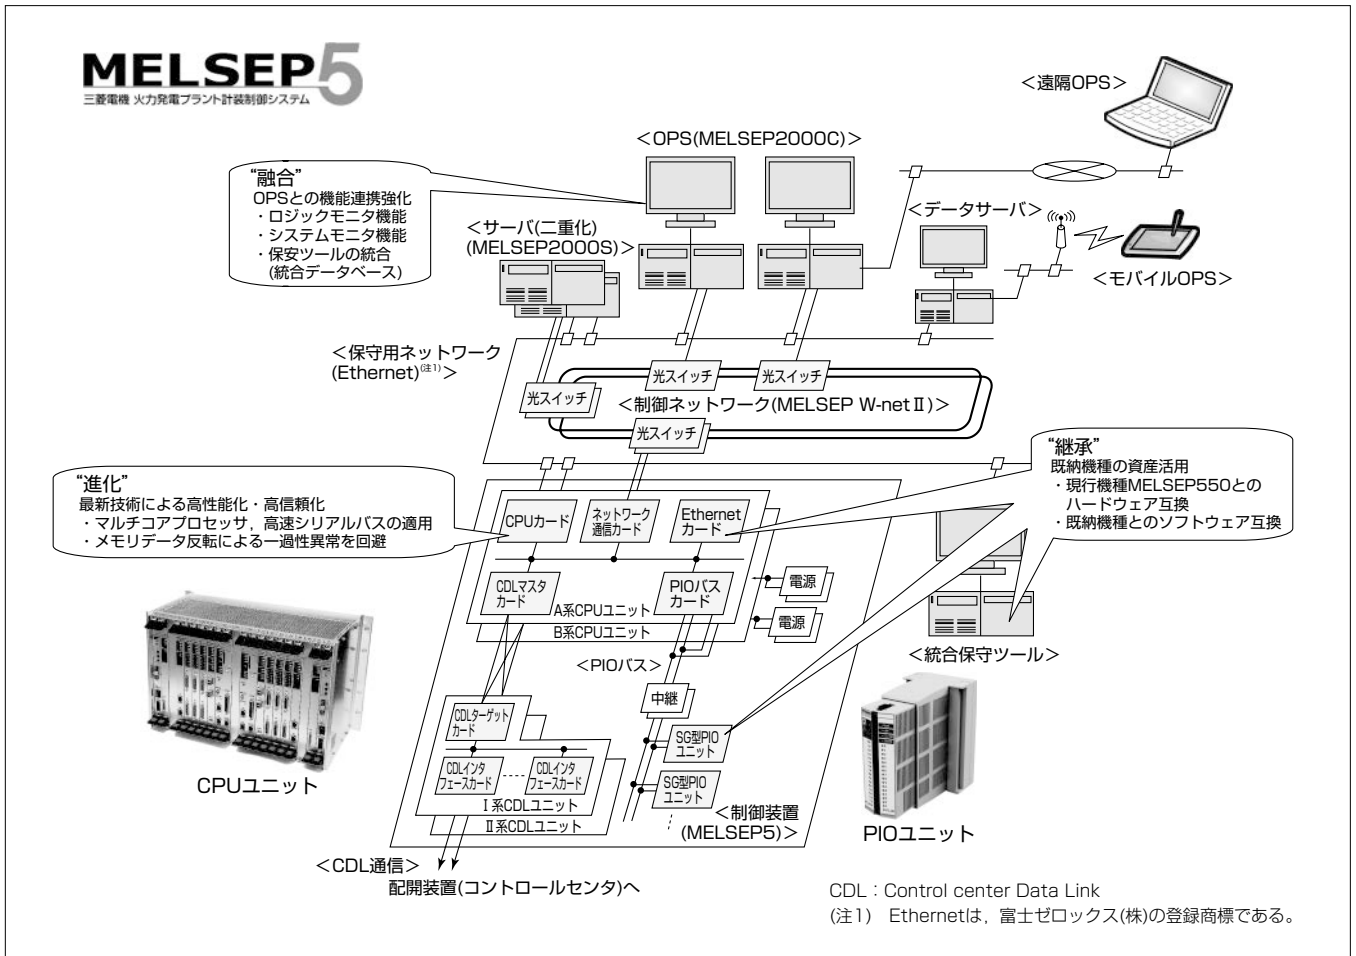 MELSEP5
三菱電機 火力発電プラント計装制御システム
＜遠隔OPS＞
＜OPS(MELSEP2000C)＞
“融合”
OPSとの機能連携強化
・ロジックモニタ機能
・システムモニタ機能
・保安ツールの統合
(統合データベース)
＜サーバ(二重化)
(MELSEP2000S)＞
＜データサーバ＞
＜モバイルOPS＞
＜保守用ネットワーク
(Ethernet)(注1)＞
光スイッチ
光スイッチ
光スイッチ
＜制御ネットワーク(MELSEP W-netⅡ)＞
光スイッチ
“継承”
既納機種の資産活用
・現行機種MELSEP550との
ハードウェア互換
・既納機種とのソフトウェア互換
“進化”
最新技術による高性能化・高信頼化
・マルチコアプロセッサ，高速シリアルバスの適用
・メモリデータ反転による一過性異常を回避
CPUカード
ネットワーク
通信カード
Ethernet
カード
CDLマスタ
カード
PIOバス
カード
A系CPUユニット
B系CPUユニット
電源
電源
＜PIOバス＞
＜統合保守ツール＞
中継
CDLターゲット
カード
SG型PIO
ユニット
CDLインタ
フェースカード
CDLインタ
フェースカード
SG型PIO
ユニット
Ⅰ系CDLユニット
Ⅱ系CDLユニット
＜制御装置
(MELSEP5)＞
CPUユニット
PIOユニット
＜CDL通信＞
配開装置(コントロールセンタ)へ
CDL：Control center Data Link
(注1)　Ethernetは，富士ゼロックス(株)の登録商標である。